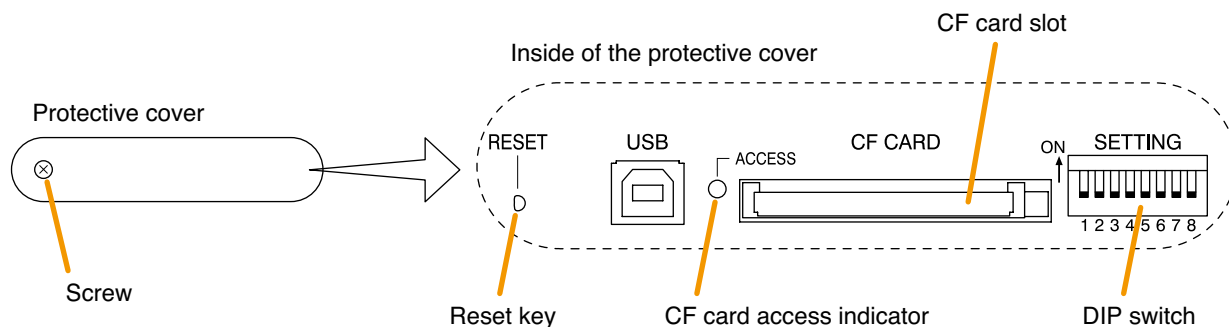 CF card slot
Inside of the protective cover
Protective cover
RESET
USB
ACCESS
CF CARD
ON
SETTING
1 2 3 4 5 6 7 8
Screw
Reset key
CF card access indicator
DIP switch